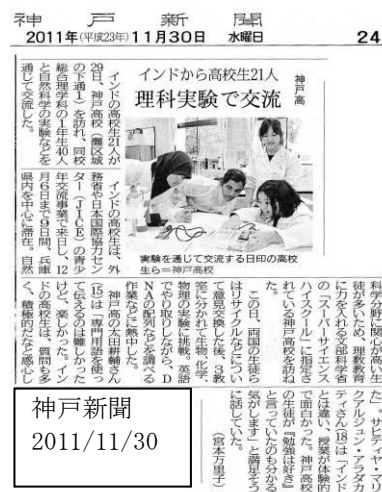 神戸新聞
2011年(平成23年)11月30日 水曜日 24
神戸高
インドから高校生21人
理科実験で交流
インドの高校生21人が
29日、神戸高校(灘区城
の下通1)を訪れ、同校
総合理学科の1年生40人
と自然科学の実験などを
通じて交流した。
インドの高校生は、外
務省や日本国際協力セン
ター(JICE)の青少
年交流事業で来日し、12
月6日まで9日間、兵庫
県内を中心に滞在。自然
実験を通じて交流する日印の高校
生ら=神戸高校
科学分野に関心が高い生
徒が多いため、理数教育
に力を入れる文部科学省
の「スーパーサイエンス
ハイスクール」に指定さ
れている神戸高校を訪ね
た。
この日、両国の生徒ら
はリサイクルなどについ
て意見交換した後、3教
室に分かれて生物や化学、
物理の実験に挑戦。英語
でやり取りしながら、D
NAの配列などを調べる
作業などに熱中した。
神戸高の太田耕輔さん
(15)は「専門用語を使っ
て伝えるのは難しかった
けど、楽しかった。イン
ドの高校生は、質問も多
く、積極的だなと感心し
た」。サヒティヤ・マリ
クアルジュン・アラダカ
ティさん(18)は「インド
とは違い、授業が体験的
で面白かった。神戸高校
の生徒が『勉強は好き』
と言っていたのも分かる
気がします」と満足そう
に話していた。
(宮本万里子)
神戸新聞
2011/11/30